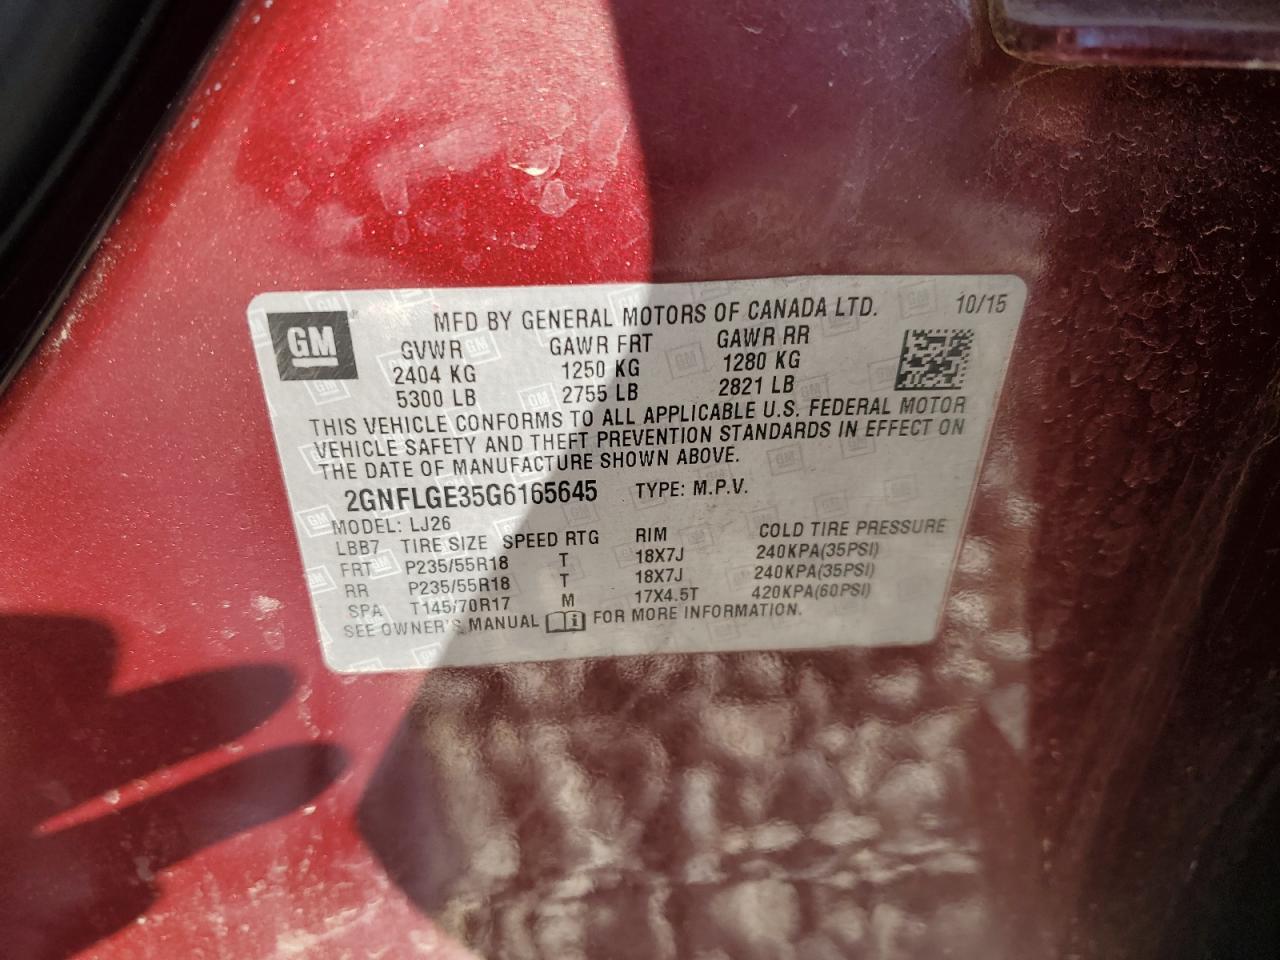 GM
MFD BY GENERAL MOTORS OF CANADA LTD. 10/15
GVWR GAWR FRT GAWR RR
2404 KG 1250 KG 1280 KG
5300 LB 2755 LB 2821 LB
THIS VEHICLE CONFORMS TO ALL APPLICABLE U.S. FEDERAL MOTOR
VEHICLE SAFETY AND THEFT PREVENTION STANDARDS IN EFFECT ON
THE DATE OF MANUFACTURE SHOWN ABOVE.
2GNFLGE35G6165645 TYPE: M.P.V.
MODEL: LJ26
LBB7 TIRE SIZE SPEED RTG RIM COLD TIRE PRESSURE
FRT P235/55R18 T 18X7J 240KPA(35PSI)
RR P235/55R18 T 18X7J 240KPA(35PSI)
SPA T145/70R17 M 17X4.5T 420KPA(60PSI)
SEE OWNER'S MANUAL FOR MORE INFORMATION.